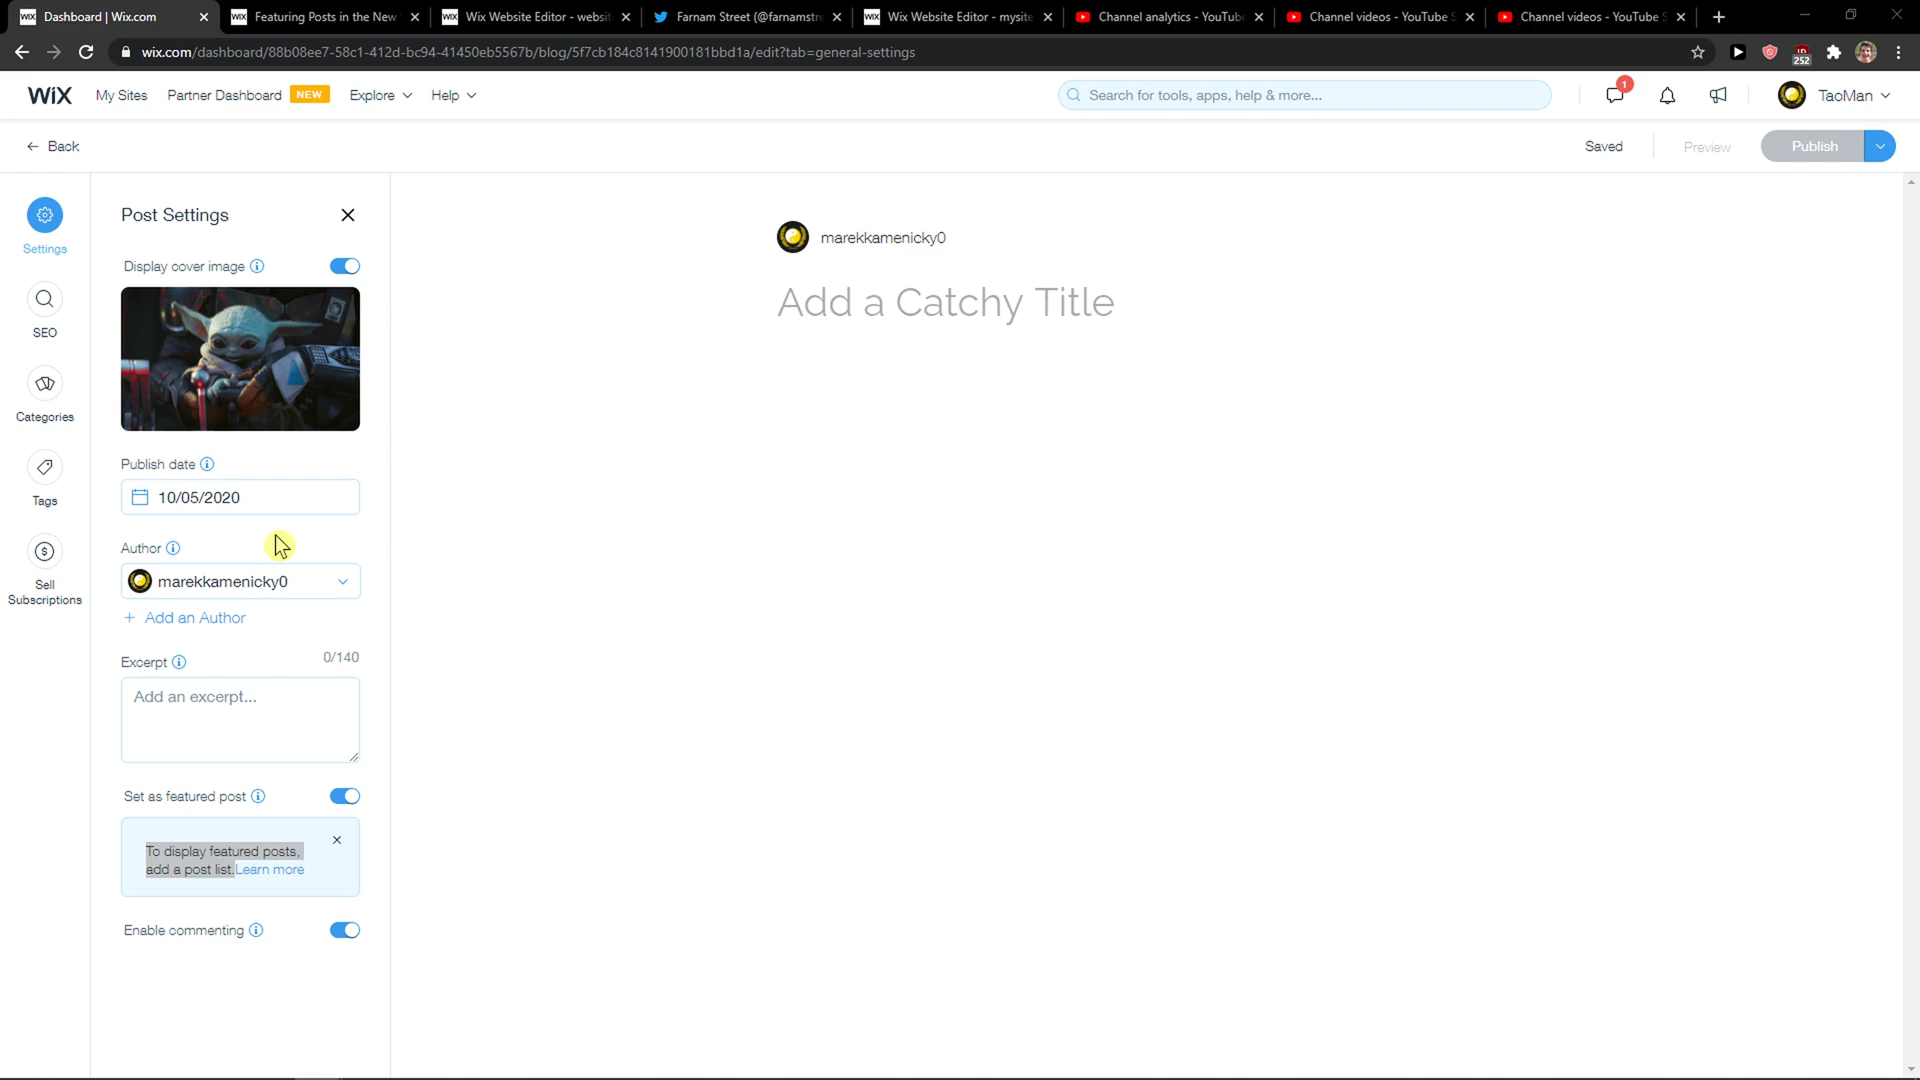 Dashboard | Wix.com
Featuring Posts in the New
Wix Website Editor - websit
Farnam Street (@farnamstre
Wix Website Editor - mysite
Channel analytics - YouTube
Channel videos - YouTube S
Channel videos - YouTube S
wix.com/dashboard/88b08ee7-58c1-412d-bc94-41450eb5567b/blog/5f7cb184c8141900181bbd1a/edit?tab=general-settings
252
WiX My Sites Partner Dashboard NEW Explore Help
Search for tools, apps, help & more...
1
TaoMan
Back
Saved
Preview
Publish
Settings
SEO
Categories
Tags
Sell
Subscriptions
Post Settings
Display cover image
Publish date
10/05/2020
Author
marekkamenicky0
+ Add an Author
Excerpt
0/140
Add an excerpt...
Set as featured post
To display featured posts,
add a post list. Learn more
Enable commenting
marekkamenicky0
Add a Catchy Title